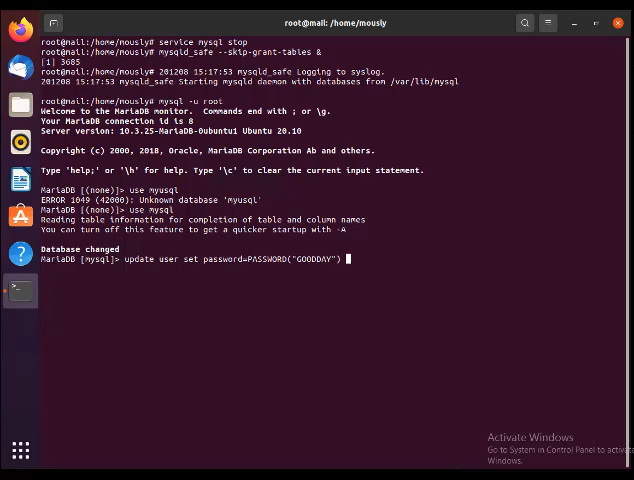 root@mail: /home/mously
root@mail:/home/mously# service mysql stop
root@mail:/home/mously# mysqld_safe --skip-grant-tables &
[1] 3685
root@mail:/home/mously# 201208 15:17:53 mysqld_safe Logging to syslog.
201208 15:17:53 mysqld_safe Starting mysqld daemon with databases from /var/lib/mysql
root@mail:/home/mously# mysql -u root
Welcome to the MariaDB monitor.  Commands end with ; or \g.
Your MariaDB connection id is 8
Server version: 10.3.25-MariaDB-0ubuntu1 Ubuntu 20.10
Copyright (c) 2000, 2018, Oracle, MariaDB Corporation Ab and others.
Type 'help;' or '\h' for help. Type '\c' to clear the current input statement.
MariaDB [(none)]> use myusql
ERROR 1049 (42000): Unknown database 'myusql'
MariaDB [(none)]> use mysql
Reading table information for completion of table and column names
You can turn off this feature to get a quicker startup with -A
Database changed
MariaDB [mysql]> update user set password=PASSWORD("GOODDAY")
Activate Windows
Go to System in Control Panel to activate
Windows.